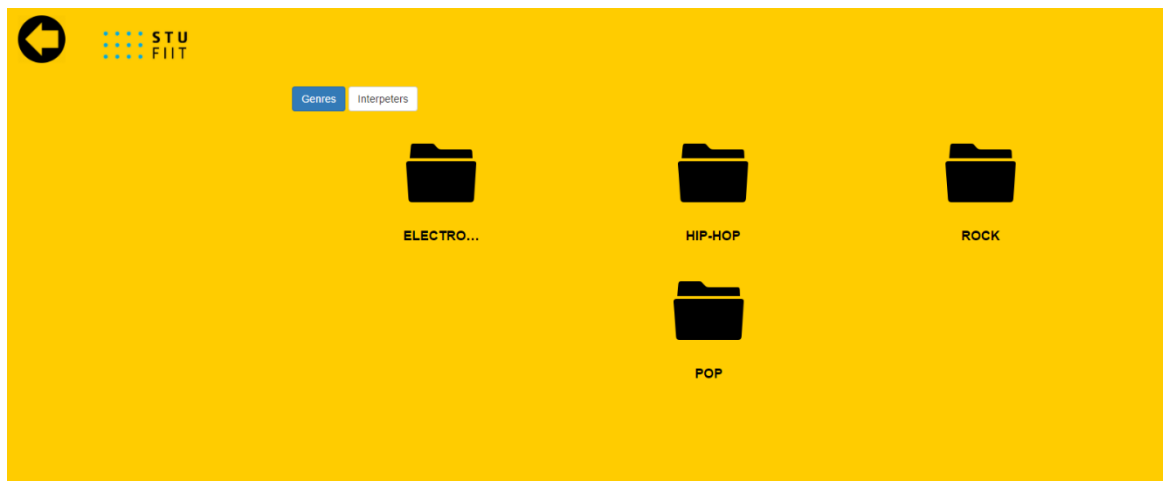 STU
FIIT
Genres Interpeters
ELECTRO... HIP-HOP ROCK
POP